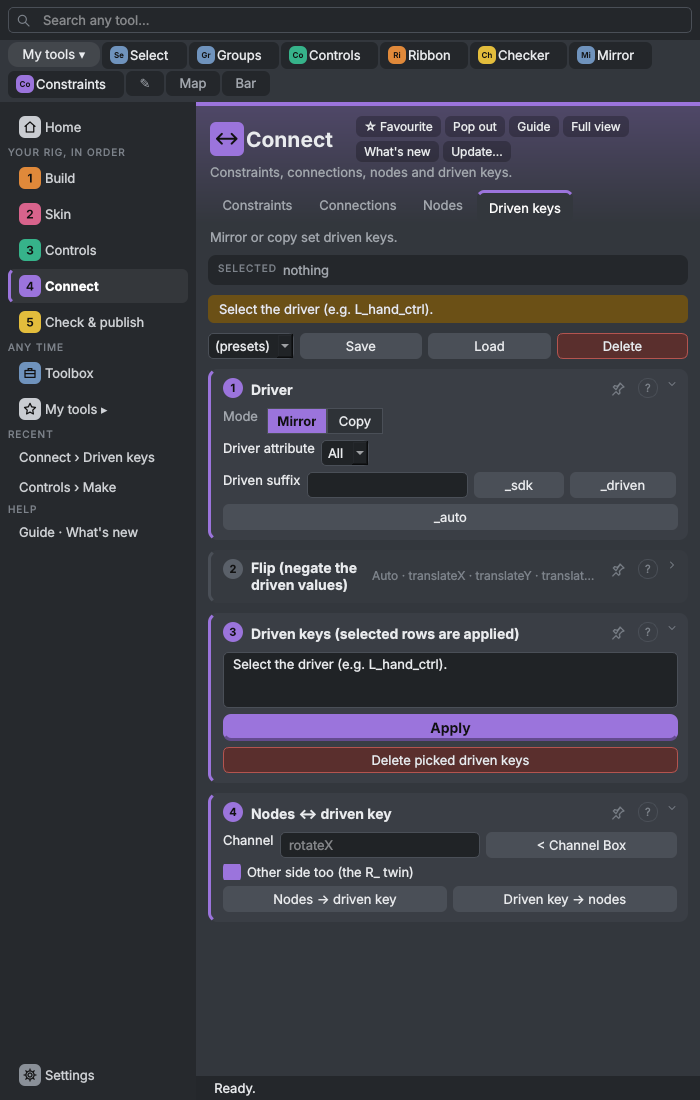 Search any tool...
My tools ▾ Se Select Gr Groups Co Controls Ri Ribbon Ch Checker Mi Mirror
Co Constraints ✎ Map Bar
Home
YOUR RIG, IN ORDER
1 Build
2 Skin
3 Controls
4 Connect
5 Check & publish
ANY TIME
Toolbox
My tools ▸
RECENT
Connect › Driven keys
Controls › Make
HELP
Guide · What's new
Settings
Connect
☆ Favourite Pop out Guide Full view
What's new Update...
Constraints, connections, nodes and driven keys.
Constraints Connections Nodes Driven keys
Mirror or copy set driven keys.
SELECTED nothing
Select the driver (e.g. L_hand_ctrl).
(presets) Save Load Delete
1 Driver ?
Mode Mirror Copy
Driver attribute All
Driven suffix _sdk _driven
_auto
2 Flip (negate the
driven values) Auto · translateX · translateY · translat... ?
3 Driven keys (selected rows are applied) ?
Select the driver (e.g. L_hand_ctrl).
Apply
Delete picked driven keys
4 Nodes ↔ driven key ?
Channel rotateX < Channel Box
Other side too (the R_ twin)
Nodes → driven key Driven key → nodes
Ready.